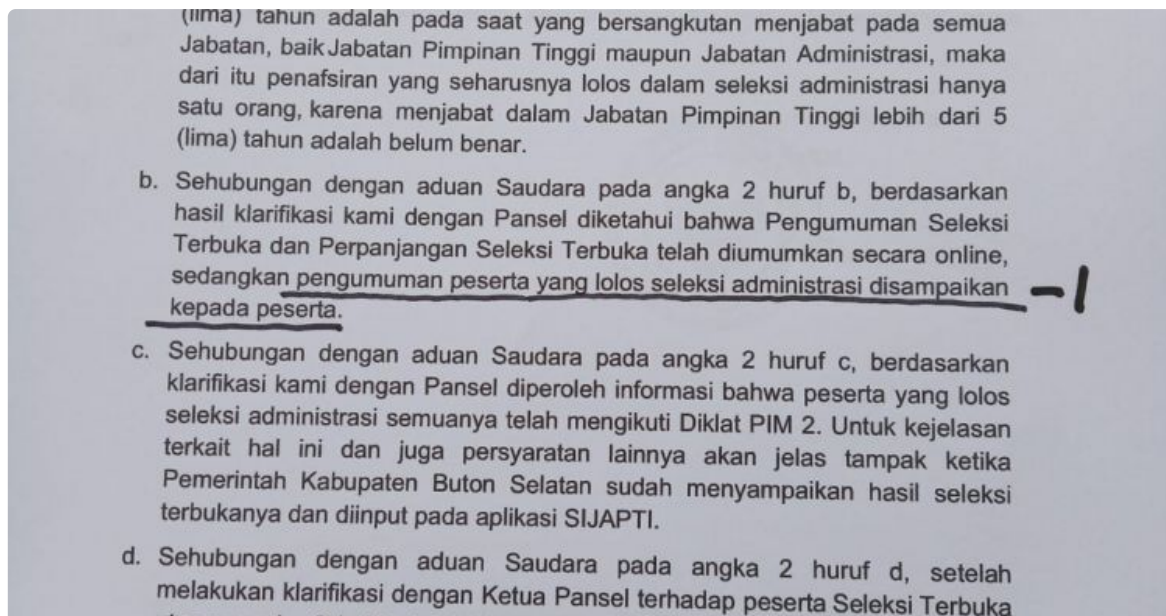 (lima) tahun adalah pada saat yang bersangkutan menjabat pada semua
Jabatan, baik Jabatan Pimpinan Tinggi maupun Jabatan Administrasi, maka
dari itu penafsiran yang seharusnya lolos dalam seleksi administrasi hanya
satu orang, karena menjabat dalam Jabatan Pimpinan Tinggi lebih dari 5
(lima) tahun adalah belum benar.
b. Sehubungan dengan aduan Saudara pada angka 2 huruf b, berdasarkan
hasil klarifikasi kami dengan Pansel diketahui bahwa Pengumuman Seleksi
Terbuka dan Perpanjangan Seleksi Terbuka telah diumumkan secara online,
sedangkan pengumuman peserta yang lolos seleksi administrasi disampaikan -1
kepada peserta.
c. Sehubungan dengan aduan Saudara pada angka 2 huruf c, berdasarkan
klarifikasi kami dengan Pansel diperoleh informasi bahwa peserta yang lolos
seleksi administrasi semuanya telah mengikuti Diklat PIM 2. Untuk kejelasan
terkait hal ini dan juga persyaratan lainnya akan jelas tampak ketika
Pemerintah Kabupaten Buton Selatan sudah menyampaikan hasil seleksi
terbukanya dan diinput pada aplikasi SIJAPTI.
d. Sehubungan dengan aduan Saudara pada angka 2 huruf d, setelah
melakukan klarifikasi dengan Ketua Pansel terhadap peserta Seleksi Terbuka